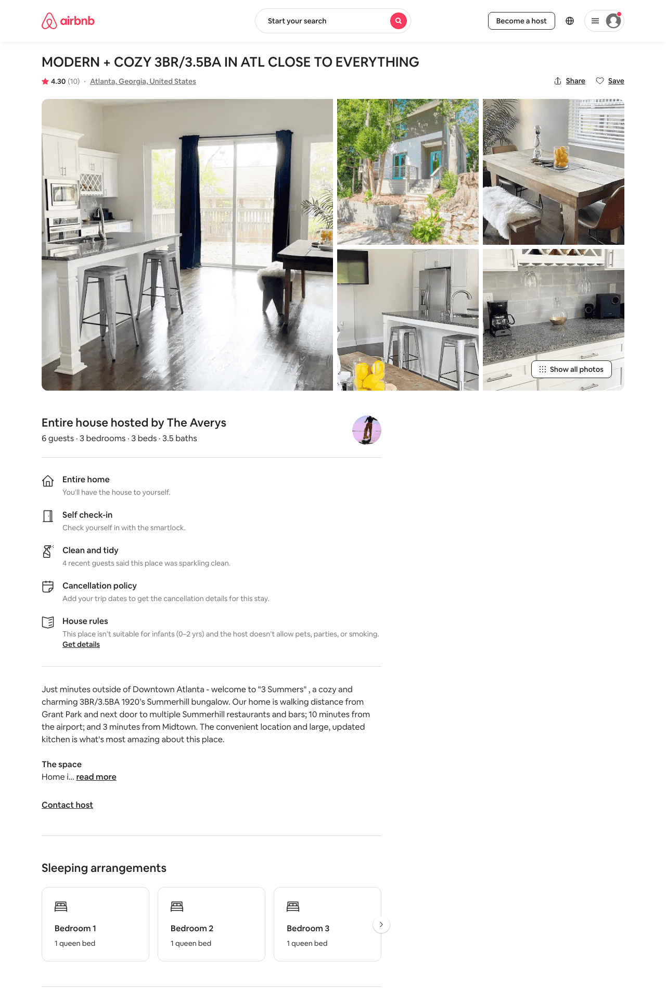 airbnb
Start your search
Become a host
MODERN + COZY 3BR/3.5BA IN ATL CLOSE TO EVERYTHING
4.30 (10) · Atlanta, Georgia, United States
Share
Save
Show all photos
Entire house hosted by The Averys
6 guests · 3 bedrooms · 3 beds · 3.5 baths
Entire home
You’ll have the house to yourself.
Self check-in
Check yourself in with the smartlock.
Clean and tidy
4 recent guests said this place was sparkling clean.
Cancellation policy
Add your trip dates to get the cancellation details for this stay.
House rules
This place isn’t suitable for infants (0–2 yrs) and the host doesn’t allow pets, parties, or smoking.
Get details
Just minutes outside of Downtown Atlanta - welcome to "3 Summers" , a cozy and
charming 3BR/3.5BA 1920’s Summerhill bungalow. Our home is walking distance from
Grant Park and next door to multiple Summerhill restaurants and bars; 10 minutes from
the airport; and 3 minutes from Midtown. The convenient location and large, updated
kitchen is what's most amazing about this place.
The space
Home i... read more
Contact host
Sleeping arrangements
Bedroom 1
1 queen bed
Bedroom 2
1 queen bed
Bedroom 3
1 queen bed